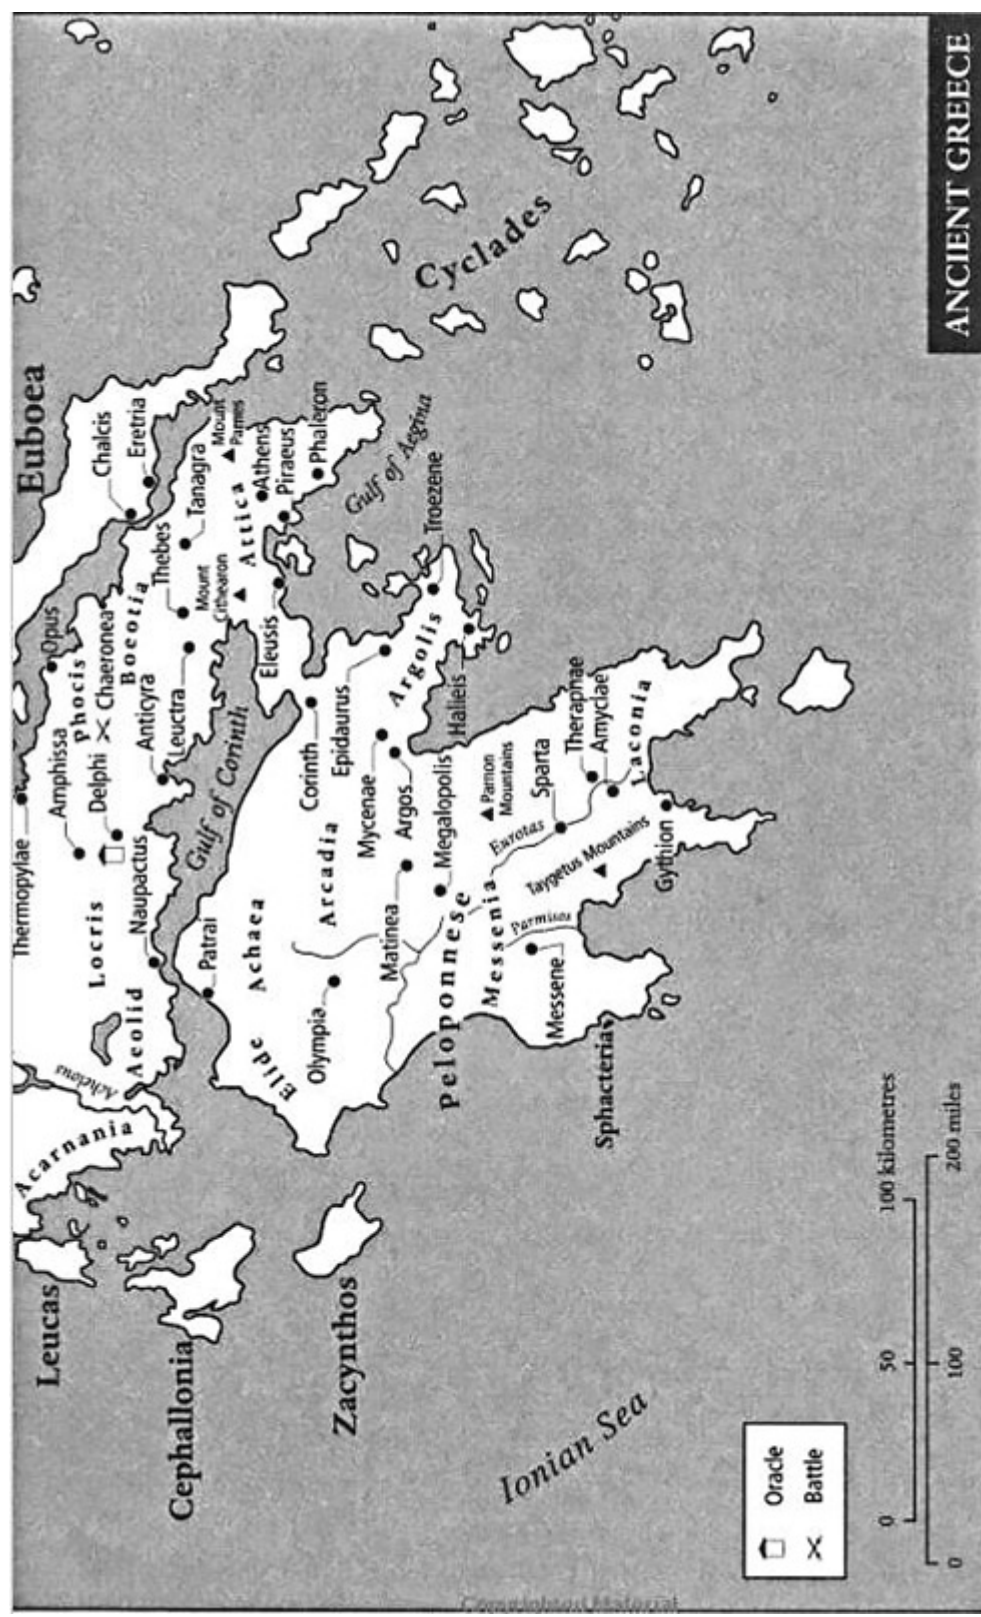 ANCIENT GREECE
Euboea
Chalcis
Eretria
Opus
Thermopylae
Amphissa
Phocis
Delphi
Chaeronea
Boeotia
Anticyra
Leuctra
Thebes
Tanagra
Mount
Cithaeron
Mount
Parnes
Attica
Athens
Piraeus
Phaleron
Eleusis
Locris
Naupactus
Aeolid
Achelous
Acarnania
Leucas
Cephallonia
Zacynthos
Gulf of Corinth
Gulf of Aegina
Cyclades
Patrai
Achaea
Elide
Olympia
Arcadia
Corinth
Epidaurus
Mycenae
Argos
Argolis
Troezene
Halieis
Matinea
Megalopolis
Peloponnese
Parnon
Mountains
Eurotas
Sparta
Therapnae
Amyclae
Laconia
Messenia
Taygetus Mountains
Gythion
Parmisos
Messene
Sphacteria
Ionian Sea
Oracle
Battle
0 50 100 kilometres
0 100 200 miles
Copyrighted Material